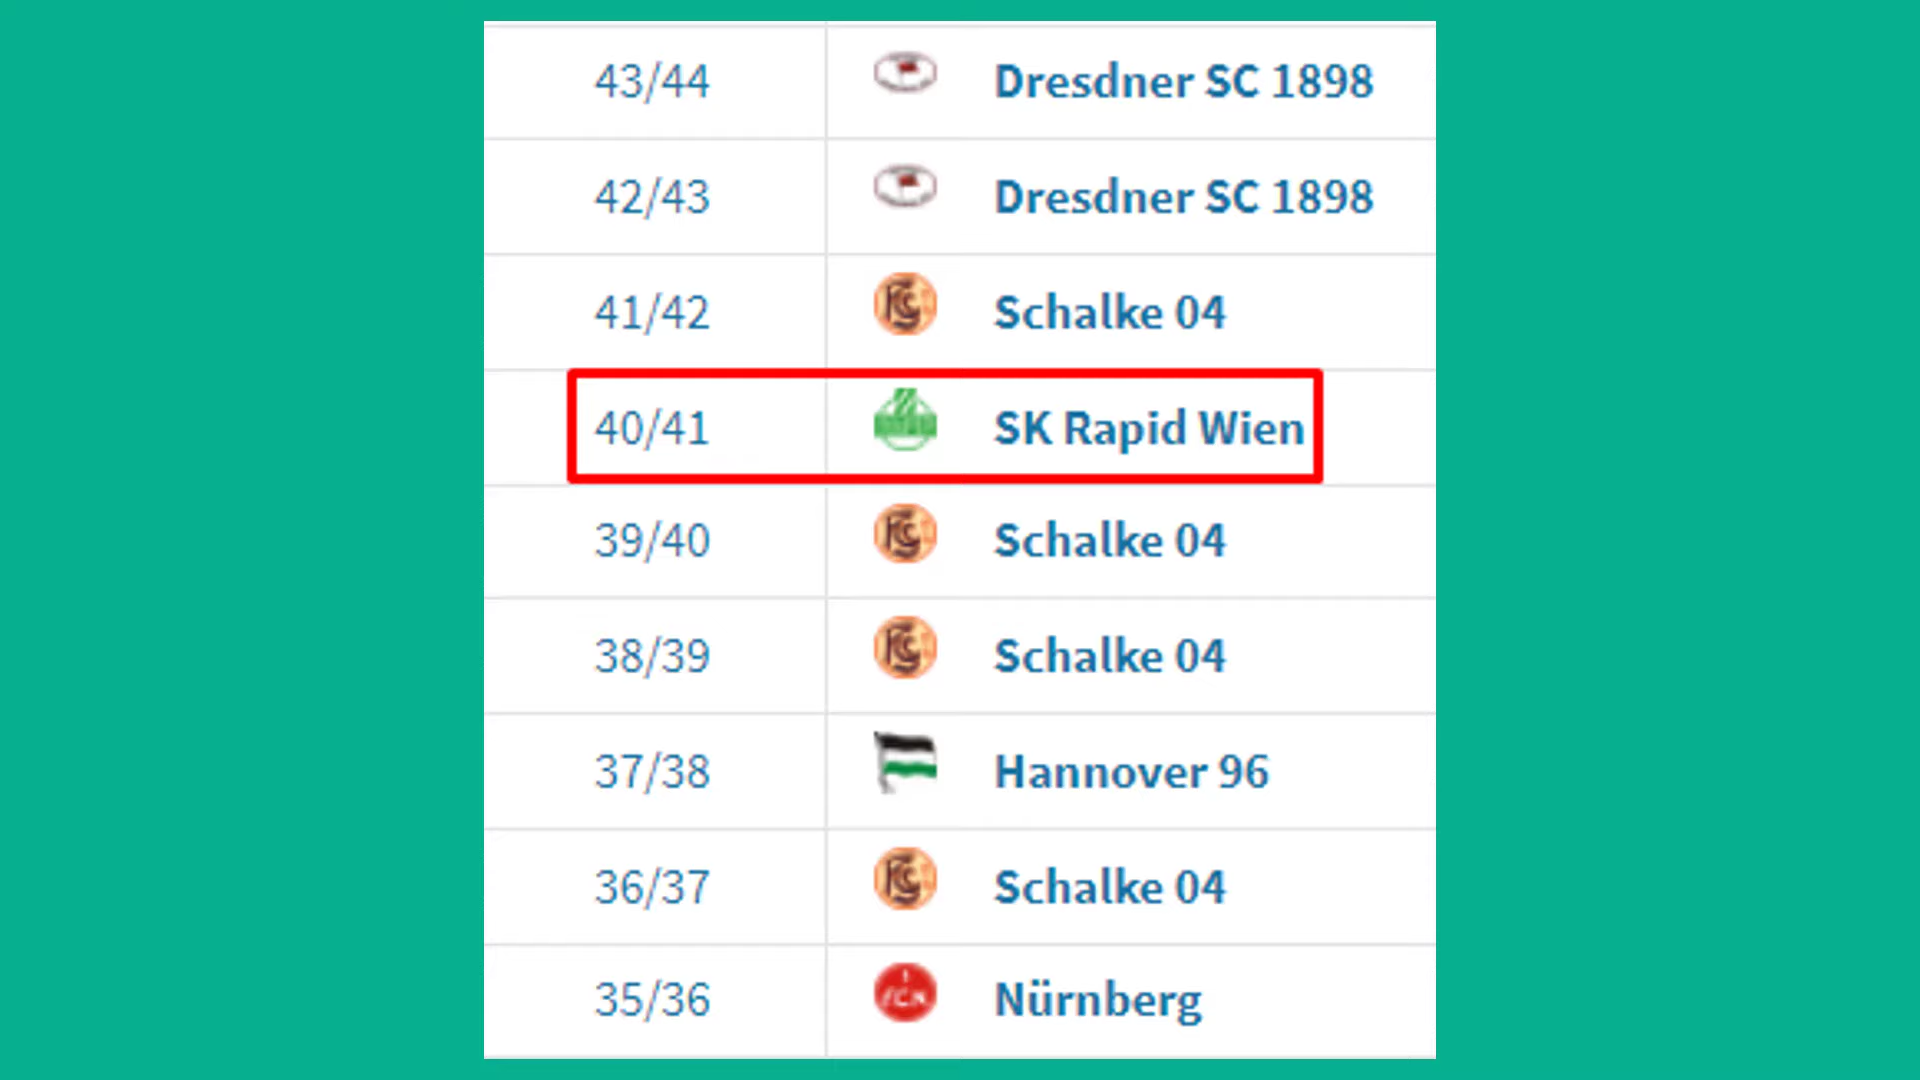 43/44 Dresdner SC 1898
42/43 Dresdner SC 1898
41/42 Schalke 04
40/41 SK Rapid Wien
39/40 Schalke 04
38/39 Schalke 04
37/38 Hannover 96
36/37 Schalke 04
35/36 Nürnberg